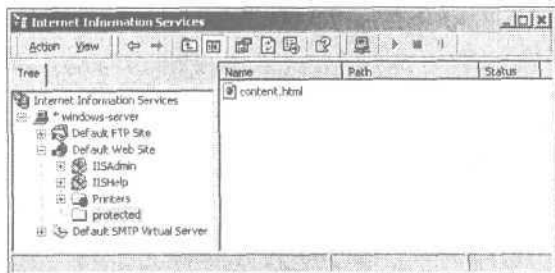 Internet Information Services
Action View
Tree
Name Path Status
Internet Information Services
* windows-server
Default FTP Site
Default Web Site
IISAdmin
IISHelp
Printers
protected
Default SMTP Virtual Server
content.html